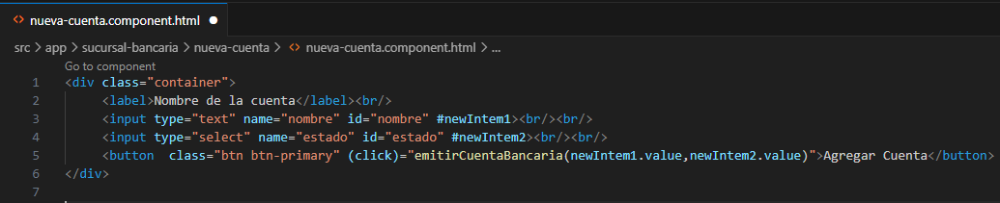 nueva-cuenta.component.html
src > app > sucursal-bancaria > nueva-cuenta > nueva-cuenta.component.html > ...
Go to component
1 <div class="container">
2 <label>Nombre de la cuenta</label><br/>
3 <input type="text" name="nombre" id="nombre" #newIntem1><br/><br/>
4 <input type="select" name="estado" id="estado" #newIntem2><br/><br/>
5 <button  class="btn btn-primary" (click)="emitirCuentaBancaria(newIntem1.value,newIntem2.value)">Agregar Cuenta</button>
6 </div>
7